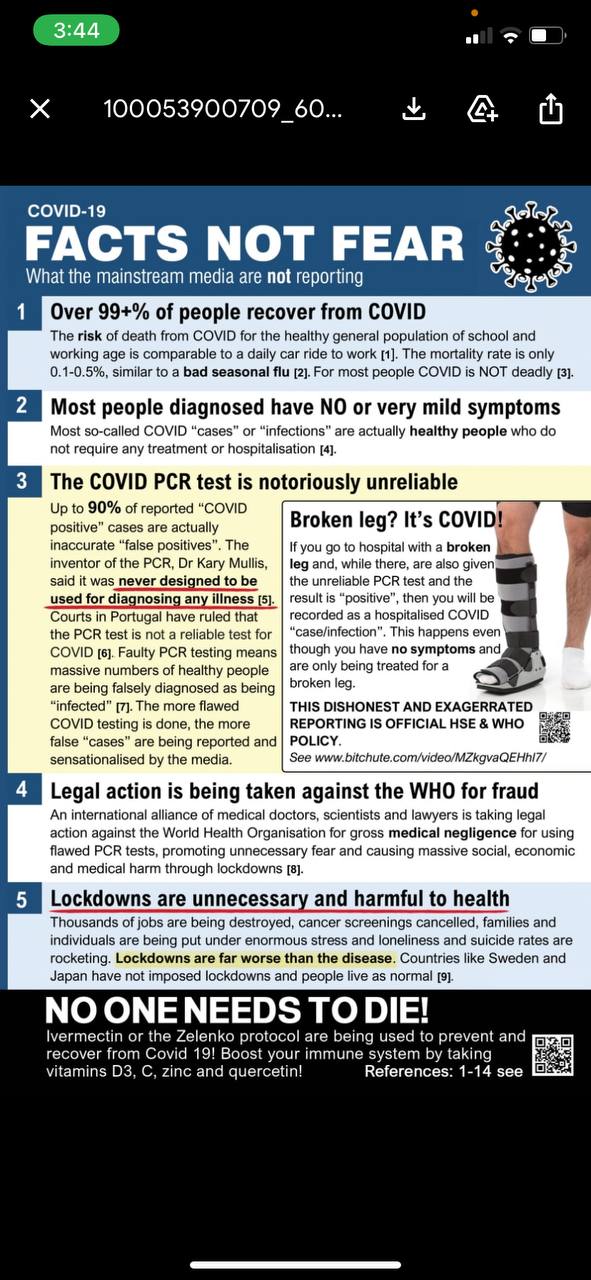 3:44
100053900709_60...
COVID-19
FACTS NOT FEAR
What the mainstream media are not reporting
1 Over 99+% of people recover from COVID
The risk of death from COVID for the healthy general population of school and
working age is comparable to a daily car ride to work [1]. The mortality rate is only
0.1-0.5%, similar to a bad seasonal flu [2]. For most people COVID is NOT deadly [3].
2 Most people diagnosed have NO or very mild symptoms
Most so-called COVID “cases” or “infections” are actually healthy people who do
not require any treatment or hospitalisation [4].
3 The COVID PCR test is notoriously unreliable
Up to 90% of reported “COVID
positive” cases are actually
inaccurate “false positives”. The
inventor of the PCR, Dr Kary Mullis,
said it was never designed to be
used for diagnosing any illness [5].
Courts in Portugal have ruled that
the PCR test is not a reliable test for
COVID [6]. Faulty PCR testing means
massive numbers of healthy people
are being falsely diagnosed as being
“infected” [7]. The more flawed
COVID testing is done, the more
false “cases” are being reported and
sensationalised by the media.
Broken leg? It’s COVID!
If you go to hospital with a broken
leg and, while there, are also given
the unreliable PCR test and the
result is “positive”, then you will be
recorded as a hospitalised COVID
“case/infection”. This happens even
though you have no symptoms and
are only being treated for a
broken leg.
THIS DISHONEST AND EXAGERRATED
REPORTING IS OFFICIAL HSE & WHO
POLICY.
See www.bitchute.com/video/MZkgvaQEHhI7/
4 Legal action is being taken against the WHO for fraud
An international alliance of medical doctors, scientists and lawyers is taking legal
action against the World Health Organisation for gross medical negligence for using
flawed PCR tests, promoting unnecessary fear and causing massive social, economic
and medical harm through lockdowns [8].
5 Lockdowns are unnecessary and harmful to health
Thousands of jobs are being destroyed, cancer screenings cancelled, families and
individuals are being put under enormous stress and loneliness and suicide rates are
rocketing. Lockdowns are far worse than the disease. Countries like Sweden and
Japan have not imposed lockdowns and people live as normal [9].
NO ONE NEEDS TO DIE!
Ivermectin or the Zelenko protocol are being used to prevent and
recover from Covid 19! Boost your immune system by taking
vitamins D3, C, zinc and quercetin! References: 1-14 see